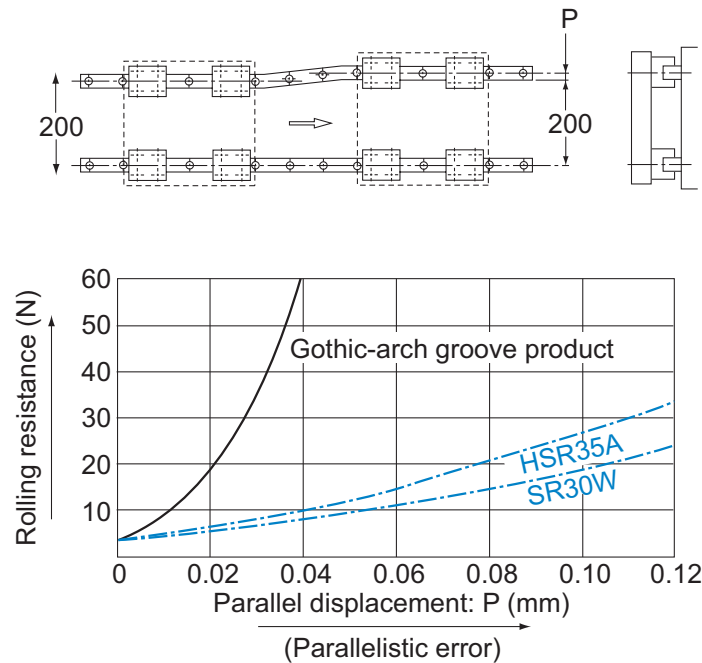 P
200
200
60
50
40
30
20
10
Rolling resistance (N)
Gothic-arch groove product
HSR35A
SR30W
0 0.02 0.04 0.06 0.08 0.10 0.12
Parallel displacement: P (mm)
(Parallelistic error)